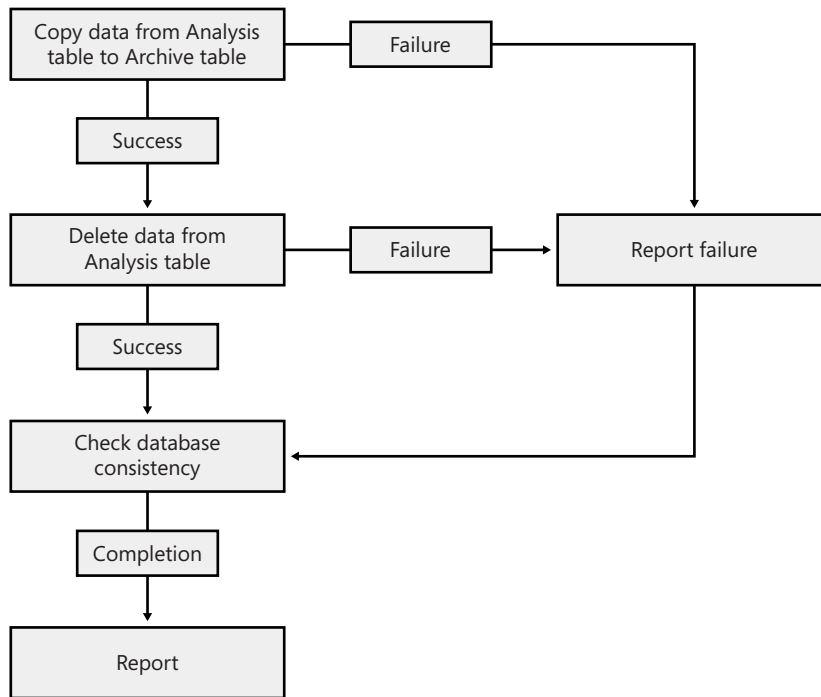 Copy data from Analysis
table to Archive table
Failure
Success
Delete data from
Analysis table
Failure
Report failure
Success
Check database
consistency
Completion
Report